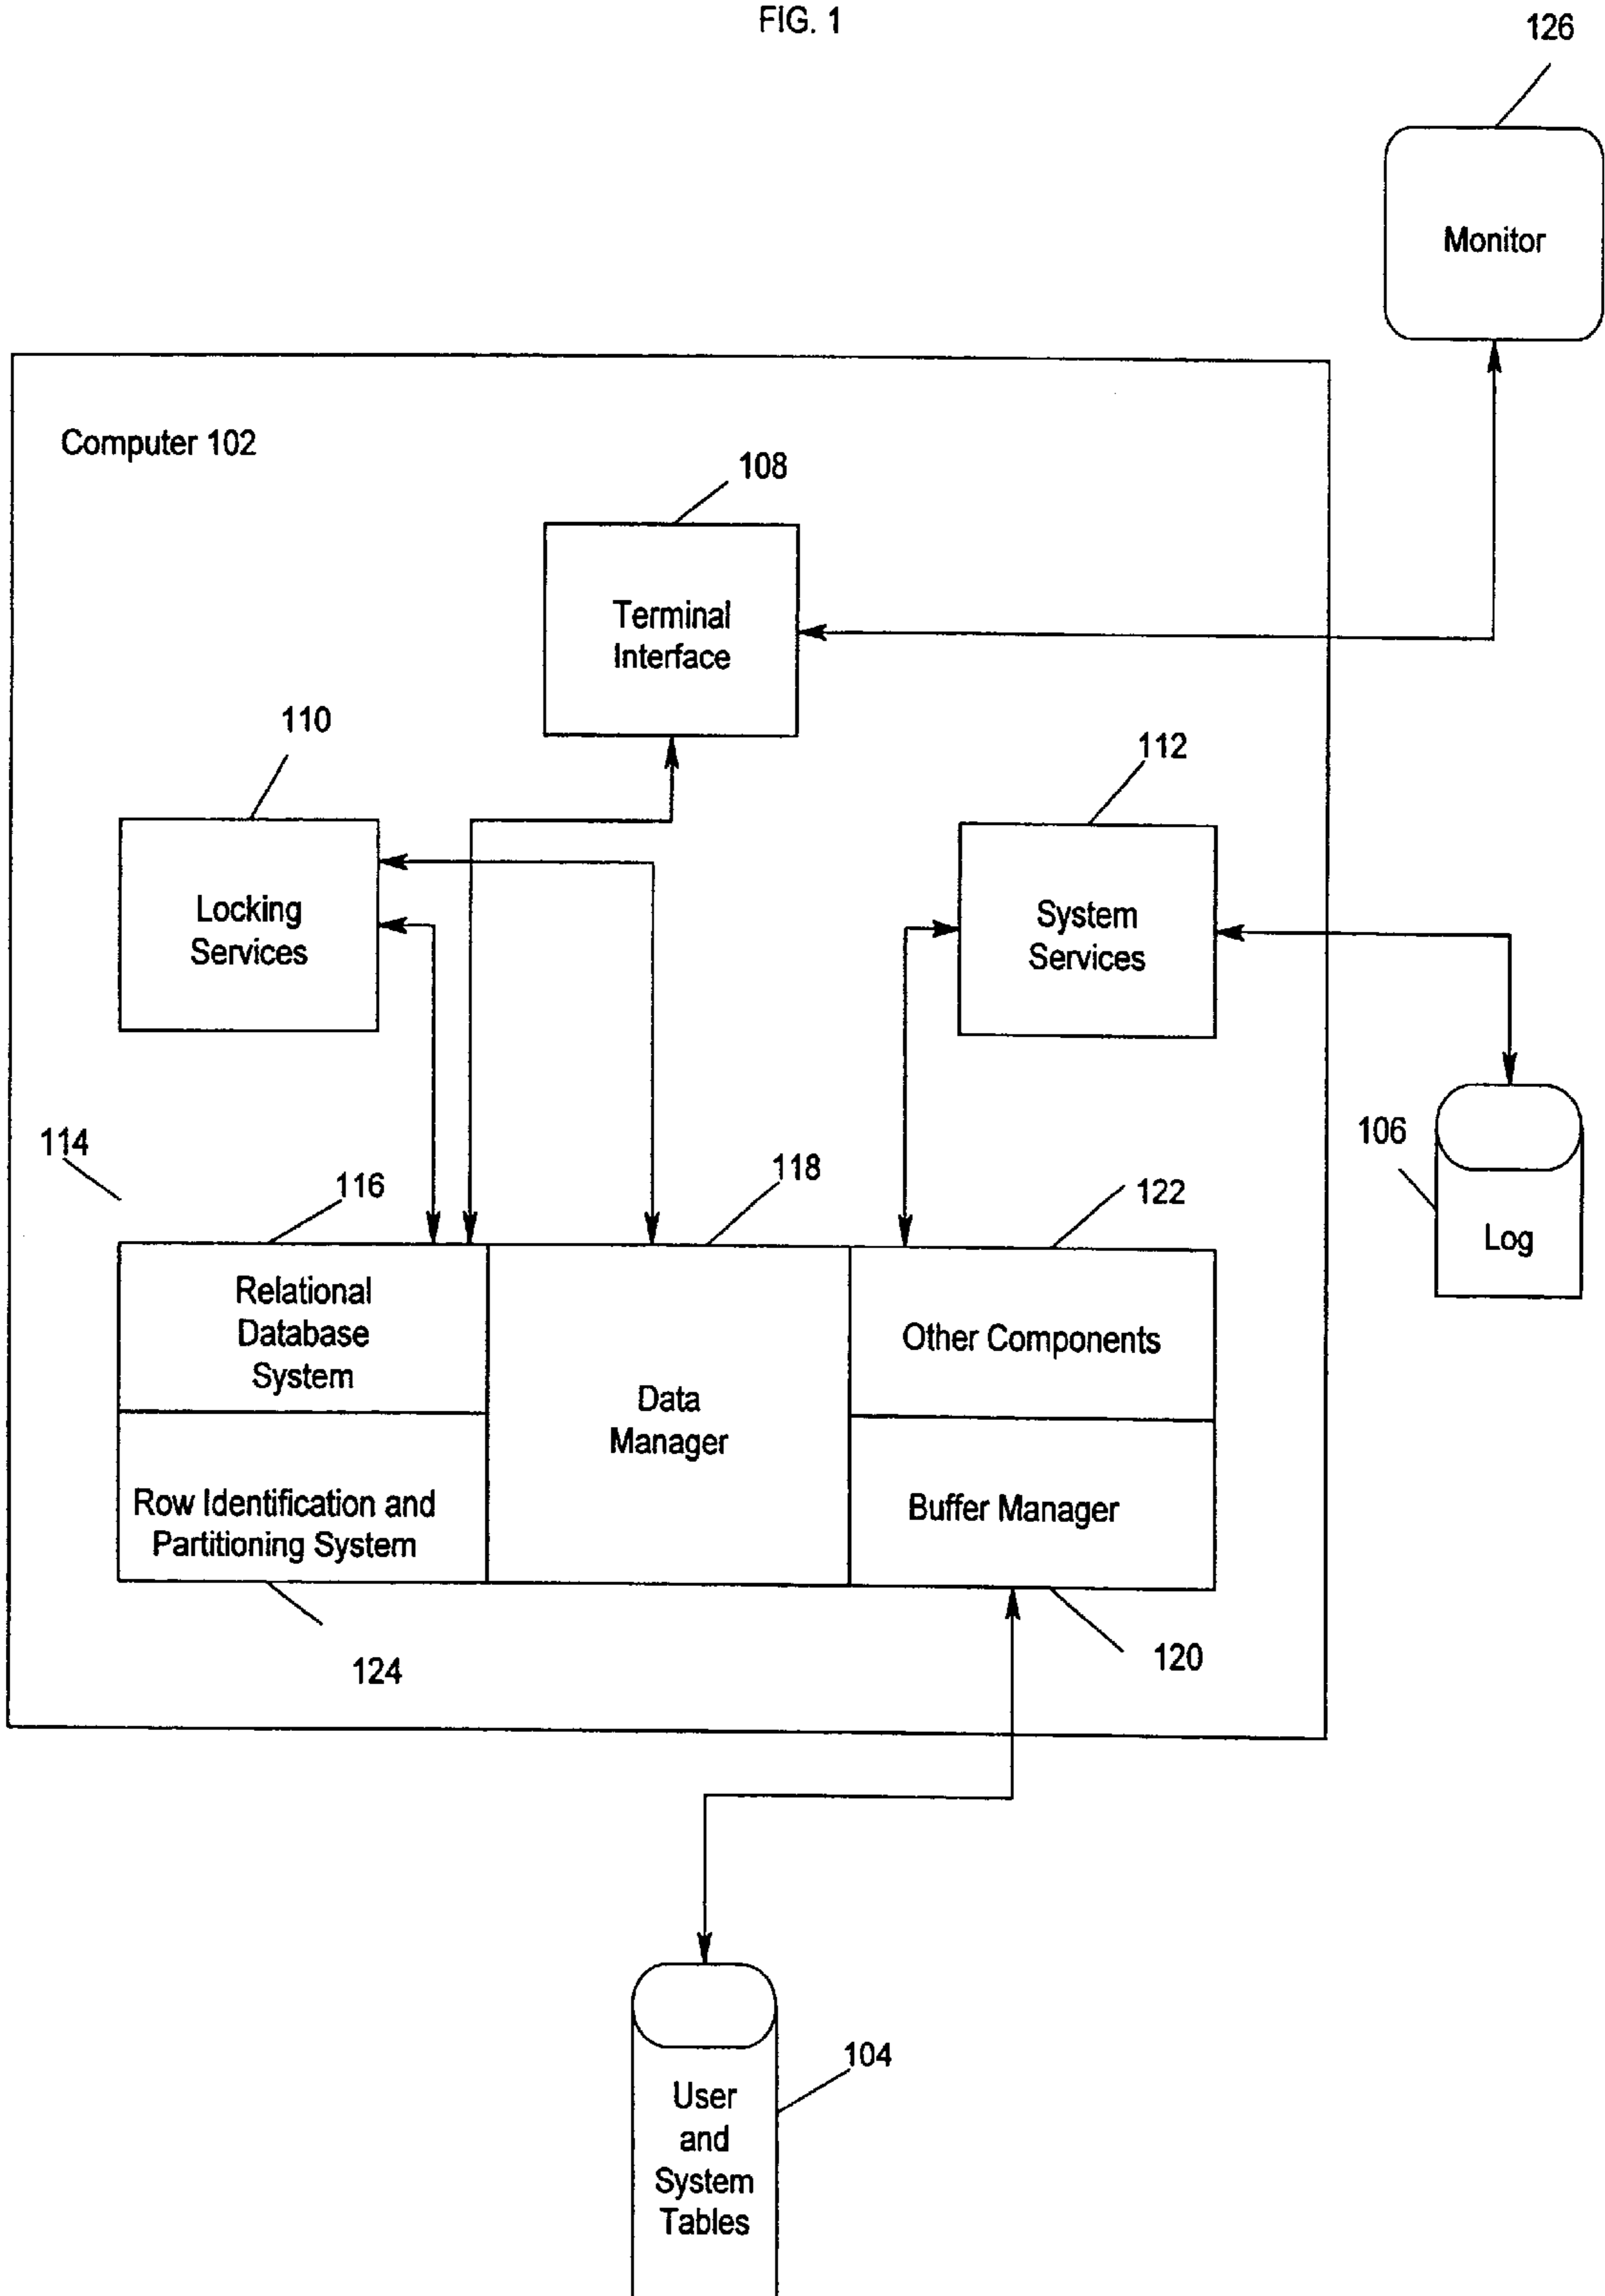 FIG. 1
126
Monitor
Computer 102
108
Terminal
Interface
110
112
Locking
Services
System
Services
114
116
118
122
106
Log
Relational
Database
System
Other Components
Data
Manager
Row Identification and
Partitioning System
Buffer Manager
124
120
104
User
and
System
Tables